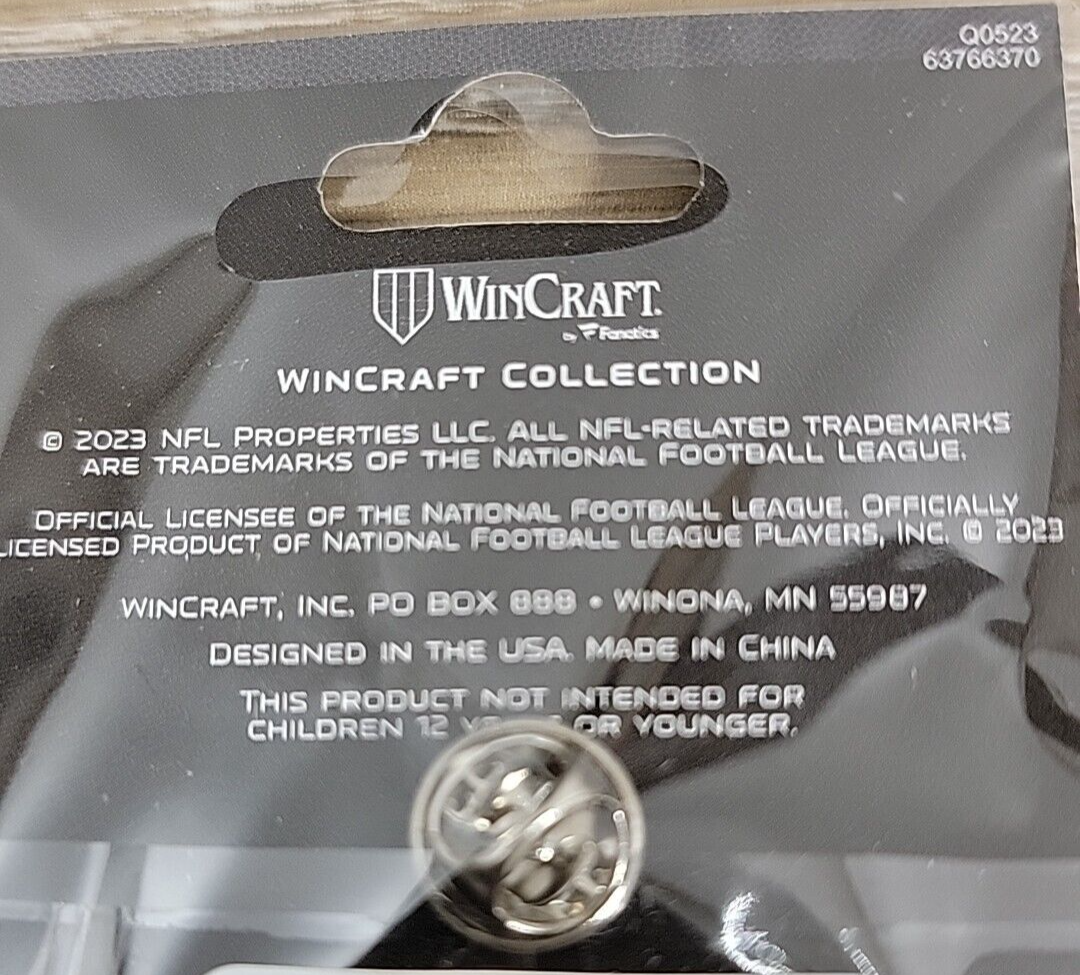 Q0523
63766370
WINCRAFT.
by Fanatics
WINCRAFT COLLECTION
© 2023 NFL PROPERTIES LLC. ALL NFL-RELATED TRADEMARKS
ARE TRADEMARKS OF THE NATIONAL FOOTBALL LEAGUE.
OFFICIAL LICENSEE OF THE NATIONAL FOOTBALL LEAGUE. OFFICIALLY
LICENSED PRODUCT OF NATIONAL FOOTBALL LEAGUE PLAYERS, INC. © 2023
WINCRAFT, INC. PO BOX 888 • WINONA, MN 55987
DESIGNED IN THE USA. MADE IN CHINA
THIS PRODUCT NOT INTENDED FOR
CHILDREN 12 OR YOUNGER.